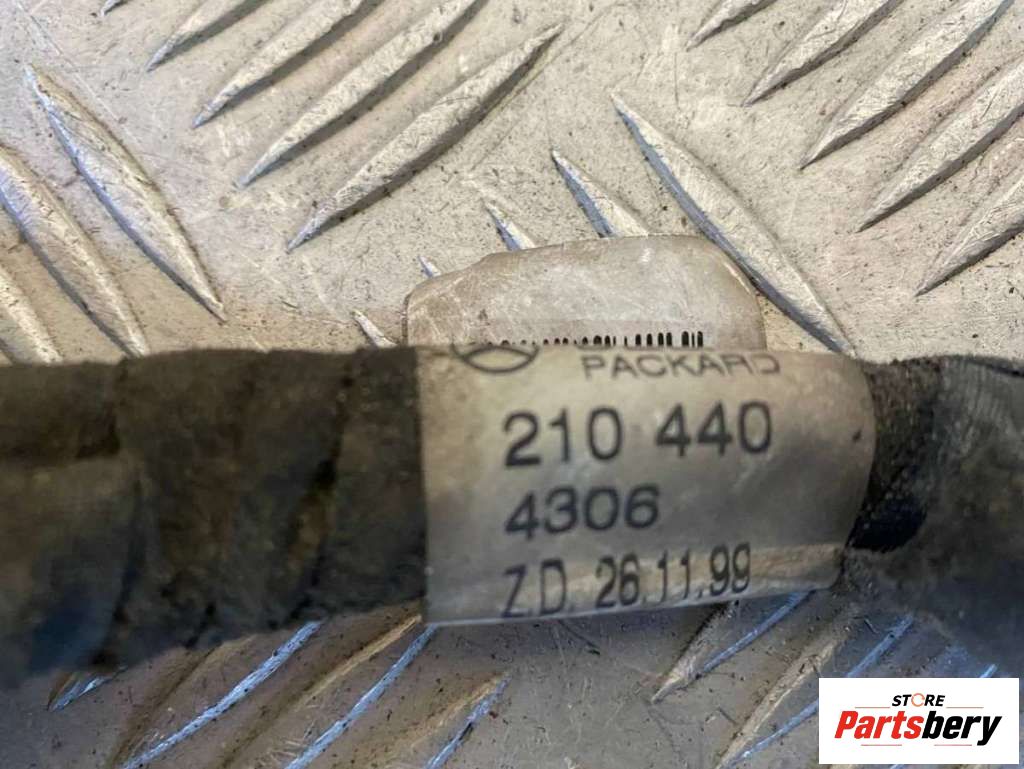 PACKARD
210 440
4306
Z.D. 26.11.99
STORE
Partsbery